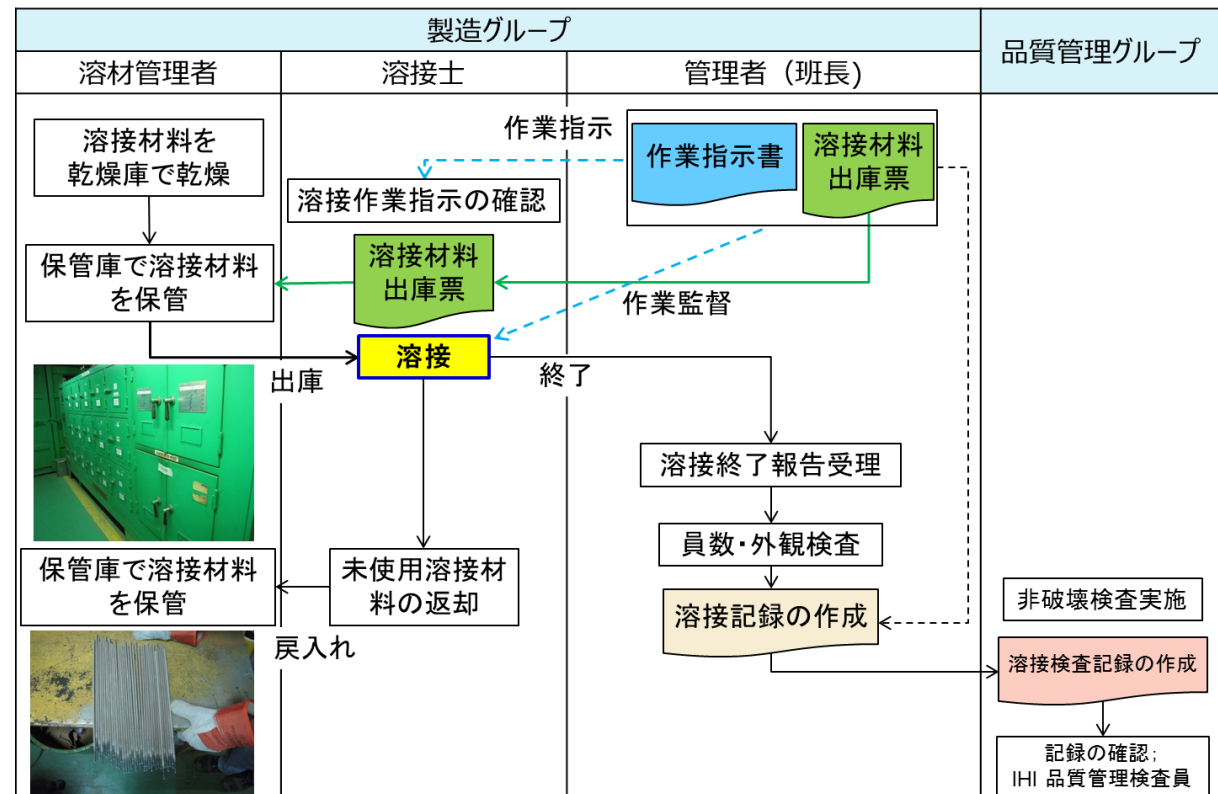 製造グループ
品質管理グループ
溶材管理者
溶接士
管理者（班長)
溶接材料を
乾燥庫で乾燥
作業指示
作業指示書
溶接材料
出庫票
溶接作業指示の確認
保管庫で溶接材料
を保管
溶接材料
出庫票
作業監督
溶接
出庫
終了
溶接終了報告受理
員数・外観検査
保管庫で溶接材料
を保管
未使用溶接材
料の返却
溶接記録の作成
戻入れ
非破壊検査実施
溶接検査記録の作成
記録の確認;
IHI 品質管理検査員